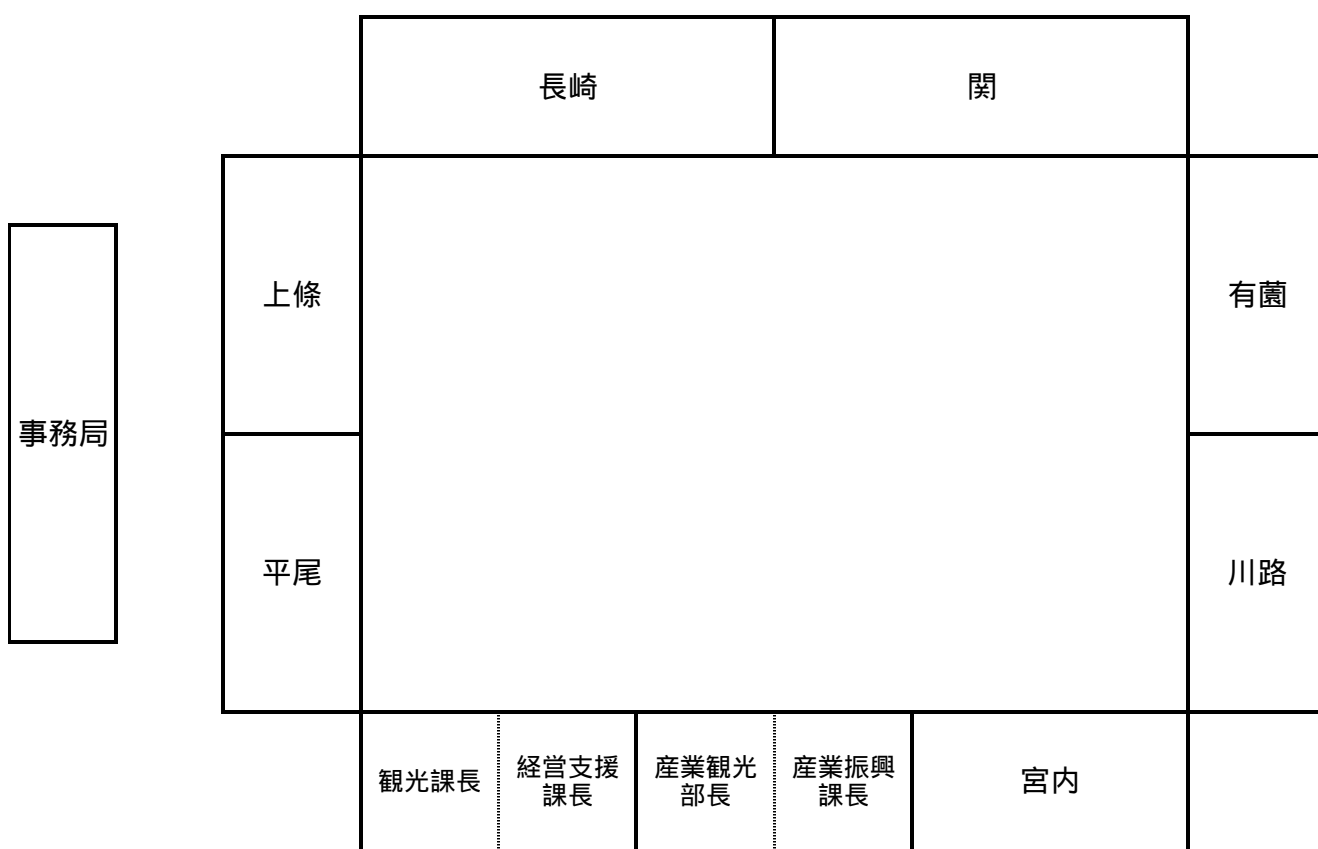 長崎
関
上條
有薗
事務局
平尾
川路
観光課長
経営支援
課長
産業観光
部長
産業振興
課長
宮内